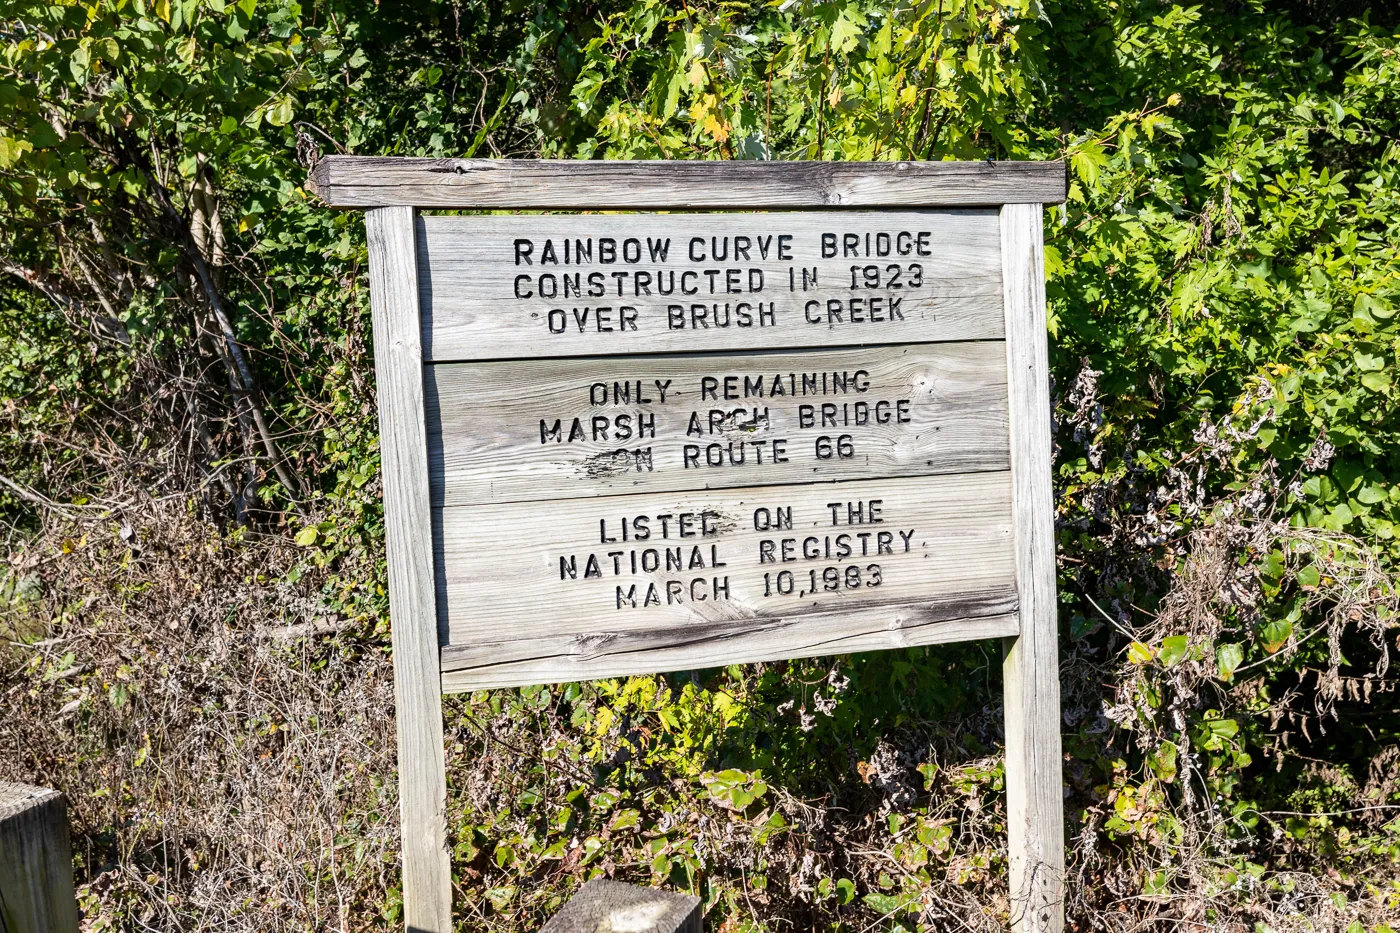 RAINBOW CURVE BRIDGE
CONSTRUCTED IN 1923
OVER BRUSH CREEK
ONLY REMAINING
MARSH ARCH BRIDGE
ON ROUTE 66
LISTED ON THE
NATIONAL REGISTRY
MARCH 10,1983